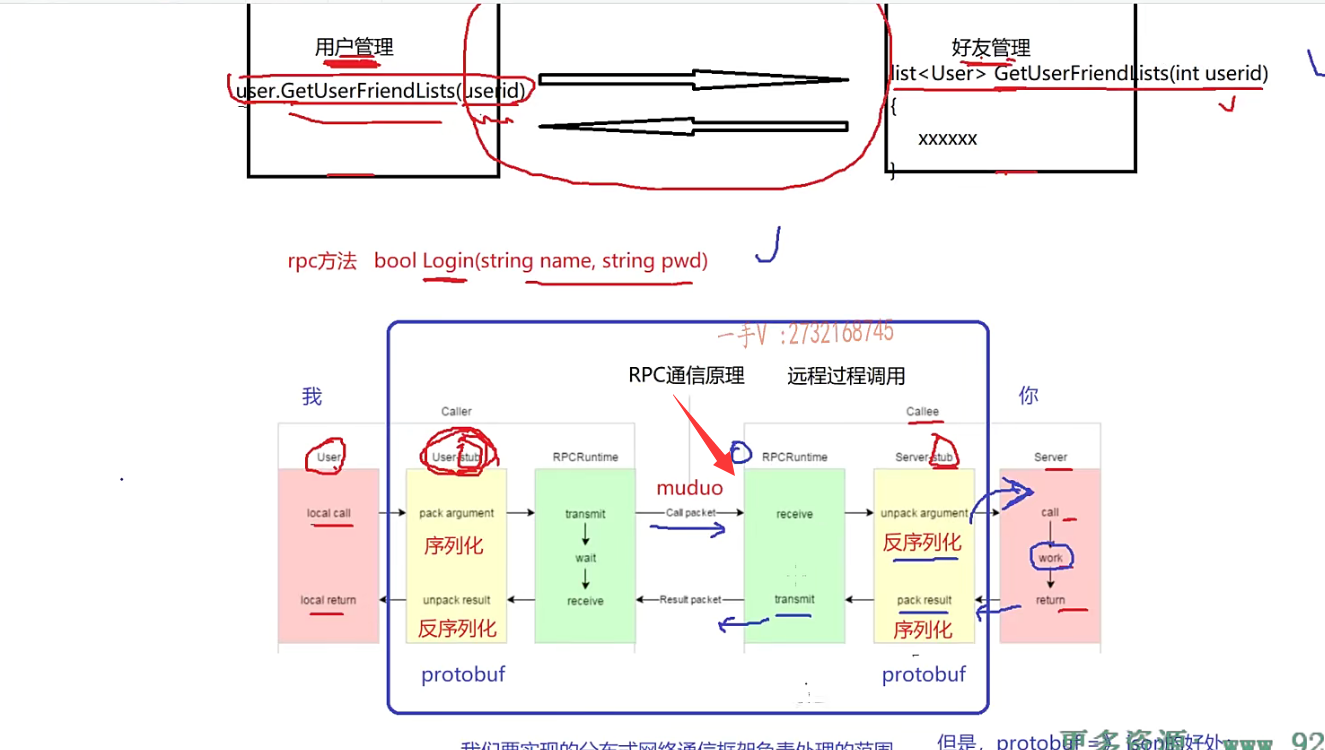 用户管理
好友管理
user.GetUserFriendLists(userid)
list<User> GetUserFriendLists(int userid)
{
xxxxxx
}
rpc方法 bool Login(string name, string pwd)
一手V :2732168745
RPC通信原理 远程过程调用
我
你
Caller
Callee
User
User-stub
RPCRuntime
RPCRuntime
Server-stub
Server
muduo
local call
pack argument
transmit
Call packet
receive
unpack argument
call
序列化
反序列化
wait
work
local return
unpack result
receive
Result packet
transmit
pack result
return
反序列化
序列化
protobuf
protobuf
我们要实现的分布式网络通信框架负责处理的范围
但是，protobuf
json的好处:
更多资源
www.92